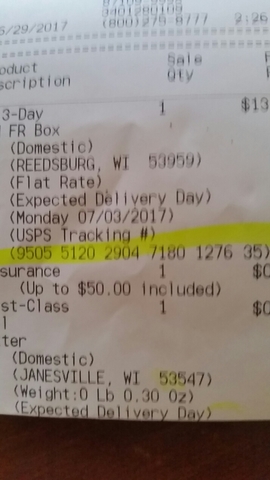 (800)275-8777 2:26
6/29/2017
oduct Sale
scription Qty
3-Day 1 $13
FR Box
(Domestic)
(REEDSBURG, WI 53959)
(Flat Rate)
(Expected Delivery Day)
(Monday 07/03/2017)
(USPS Tracking #)
(9505 5120 2904 7180 1276 35)
surance 1 $0
(Up to $50.00 included)
st-Class 1 $0
l
ter
(Domestic)
(JANESVILLE, WI 53547)
(Weight:0 Lb 0.30 Oz)
(Expected Delivery Day)